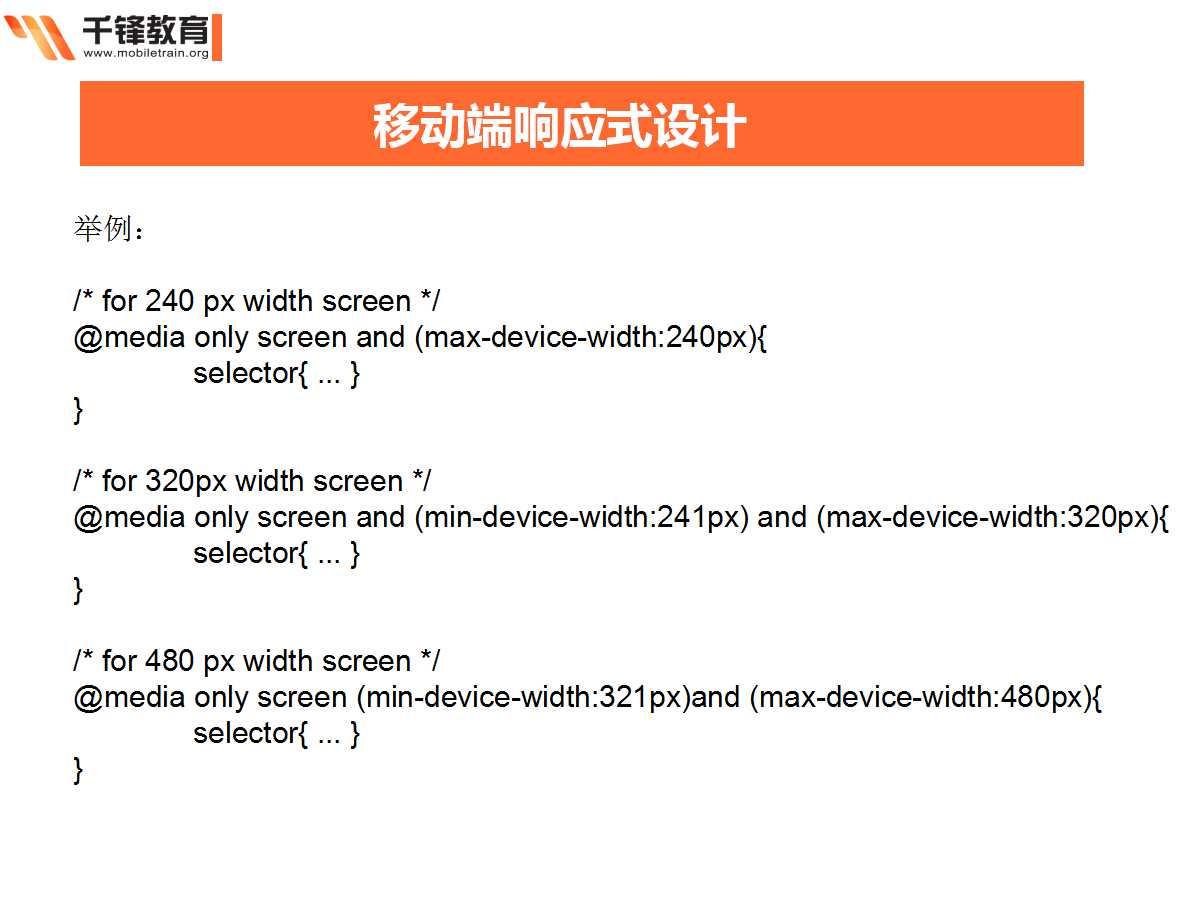 千锋教育
www.mobiletrain.org
移动端响应式设计
举例：
/* for 240 px width screen */
@media only screen and (max-device-width:240px){
selector{ ... }
}
/* for 320px width screen */
@media only screen and (min-device-width:241px) and (max-device-width:320px){
selector{ ... }
}
/* for 480 px width screen */
@media only screen (min-device-width:321px)and (max-device-width:480px){
selector{ ... }
}